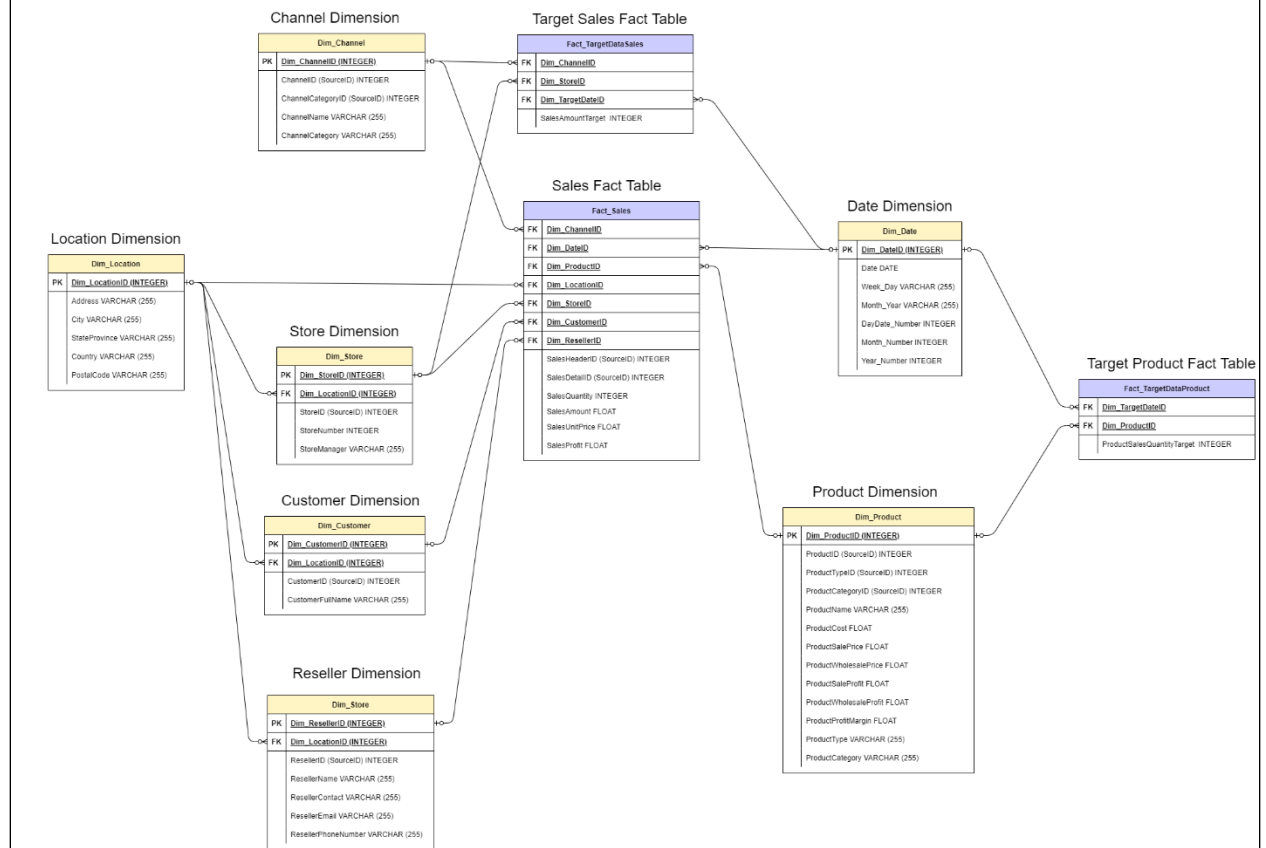 Channel Dimension
Dim_Channel
PK Dim_ChannelID (INTEGER)
ChannelID (SourceID) INTEGER
ChannelCategoryID (SourceID) INTEGER
ChannelName VARCHAR (255)
ChannelCategory VARCHAR (255)
Target Sales Fact Table
Fact_TargetDataSales
FK Dim_ChannelID
FK Dim_StoreID
FK Dim_TargetDateID
SalesAmountTarget INTEGER
Location Dimension
Dim_Location
PK Dim_LocationID (INTEGER)
Address VARCHAR (255)
City VARCHAR (255)
StateProvince VARCHAR (255)
Country VARCHAR (255)
PostalCode VARCHAR (255)
Sales Fact Table
Fact_Sales
FK Dim_ChannelID
FK Dim_DateID
FK Dim_ProductID
FK Dim_LocationID
FK Dim_StoreID
FK Dim_CustomerID
FK Dim_ResellerID
SalesHeaderID (SourceID) INTEGER
SalesDetailID (SourceID) INTEGER
SalesQuantity INTEGER
SalesAmount FLOAT
SalesUnitPrice FLOAT
SalesProfit FLOAT
Date Dimension
Dim_Date
PK Dim_DateID (INTEGER)
Date DATE
Week_Day VARCHAR (255)
Month_Year VARCHAR (255)
DayDate_Number INTEGER
Month_Number INTEGER
Year_Number INTEGER
Store Dimension
Dim_Store
PK Dim_StoreID (INTEGER)
FK Dim_LocationID (INTEGER)
StoreID (SourceID) INTEGER
StoreNumber INTEGER
StoreManager VARCHAR (255)
Target Product Fact Table
Fact_TargetDataProduct
FK Dim_TargetDateID
FK Dim_ProductID
ProductSalesQuantityTarget INTEGER
Customer Dimension
Dim_Customer
PK Dim_CustomerID (INTEGER)
FK Dim_LocationID (INTEGER)
CustomerID (SourceID) INTEGER
CustomerFullName VARCHAR (255)
Product Dimension
Dim_Product
PK Dim_ProductID (INTEGER)
ProductID (SourceID) INTEGER
ProductTypeID (SourceID) INTEGER
ProductCategoryID (SourceID) INTEGER
ProductName VARCHAR (255)
ProductCost FLOAT
ProductSalePrice FLOAT
ProductWholesalePrice FLOAT
ProductSaleProfit FLOAT
ProductWholesaleProfit FLOAT
ProductProfitMargin FLOAT
ProductType VARCHAR (255)
ProductCategory VARCHAR (255)
Reseller Dimension
Dim_Store
PK Dim_ResellerID (INTEGER)
FK Dim_LocationID (INTEGER)
ResellerID (SourceID) INTEGER
ResellerName VARCHAR (255)
ResellerContact VARCHAR (255)
ResellerEmail VARCHAR (255)
ResellerPhoneNumber VARCHAR (255)